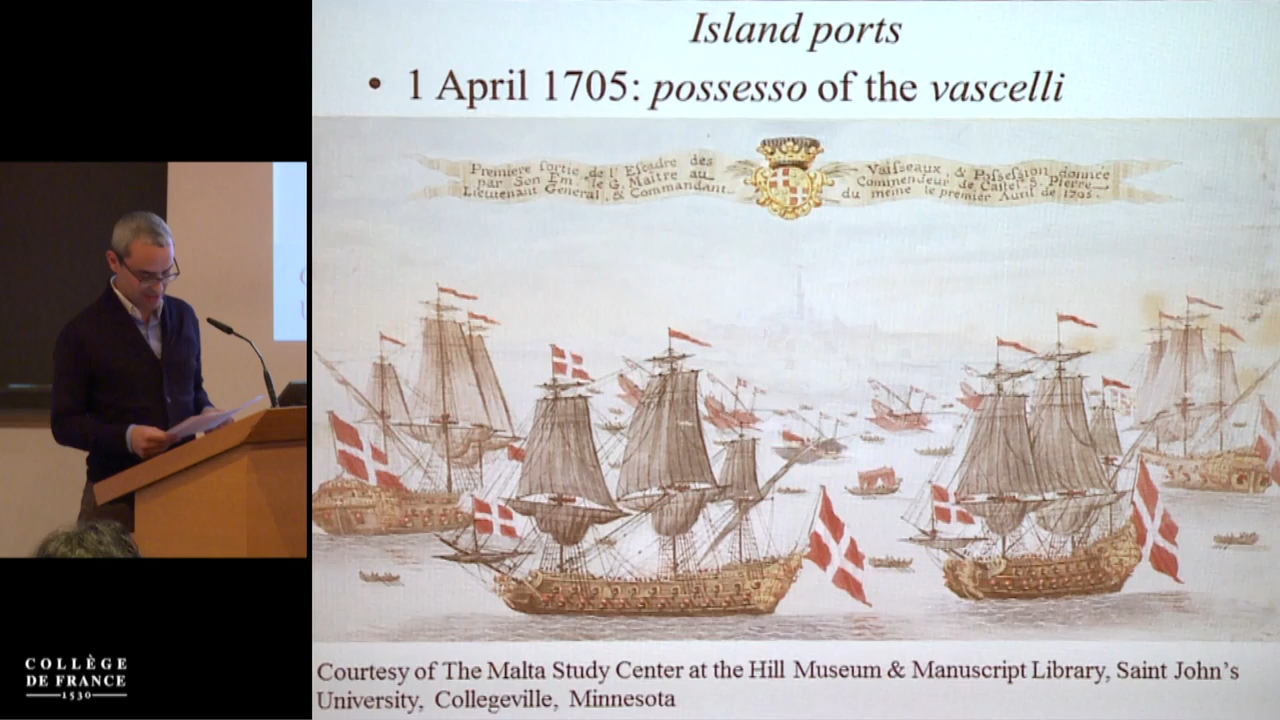 Island ports
• 1 April 1705: possesso of the vascelli
Premiere sortie de l' Escadre des
par Son Em. le G. Maitre au
Lieutenant General, & Commandant
Vaisseaux, & Possession donnée
Commendeur de Castel S. Pierre
du meme le premier Avril de 1705.
Courtesy of The Malta Study Center at the Hill Museum & Manuscript Library, Saint John's
University, Collegeville, Minnesota
COLLÈGE
DE FRANCE
1530